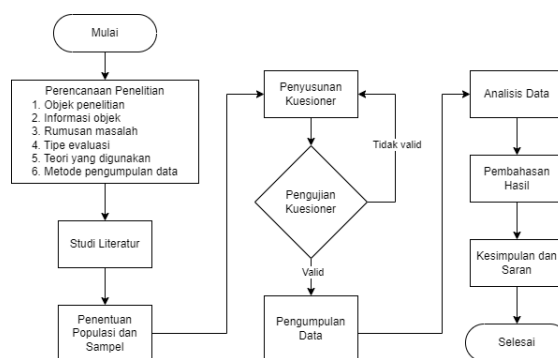 Mulai
Perencanaan Penelitian
1. Objek penelitian
2. Informasi objek
3. Rumusan masalah
4. Tipe evaluasi
5. Teori yang digunakan
6. Metode pengumpulan data
Studi Literatur
Penentuan
Populasi dan
Sampel
Penyusunan
Kuesioner
Tidak valid
Pengujian
Kuesioner
Valid
Pengumpulan
Data
Analisis Data
Pembahasan
Hasil
Kesimpulan dan
Saran
Selesai